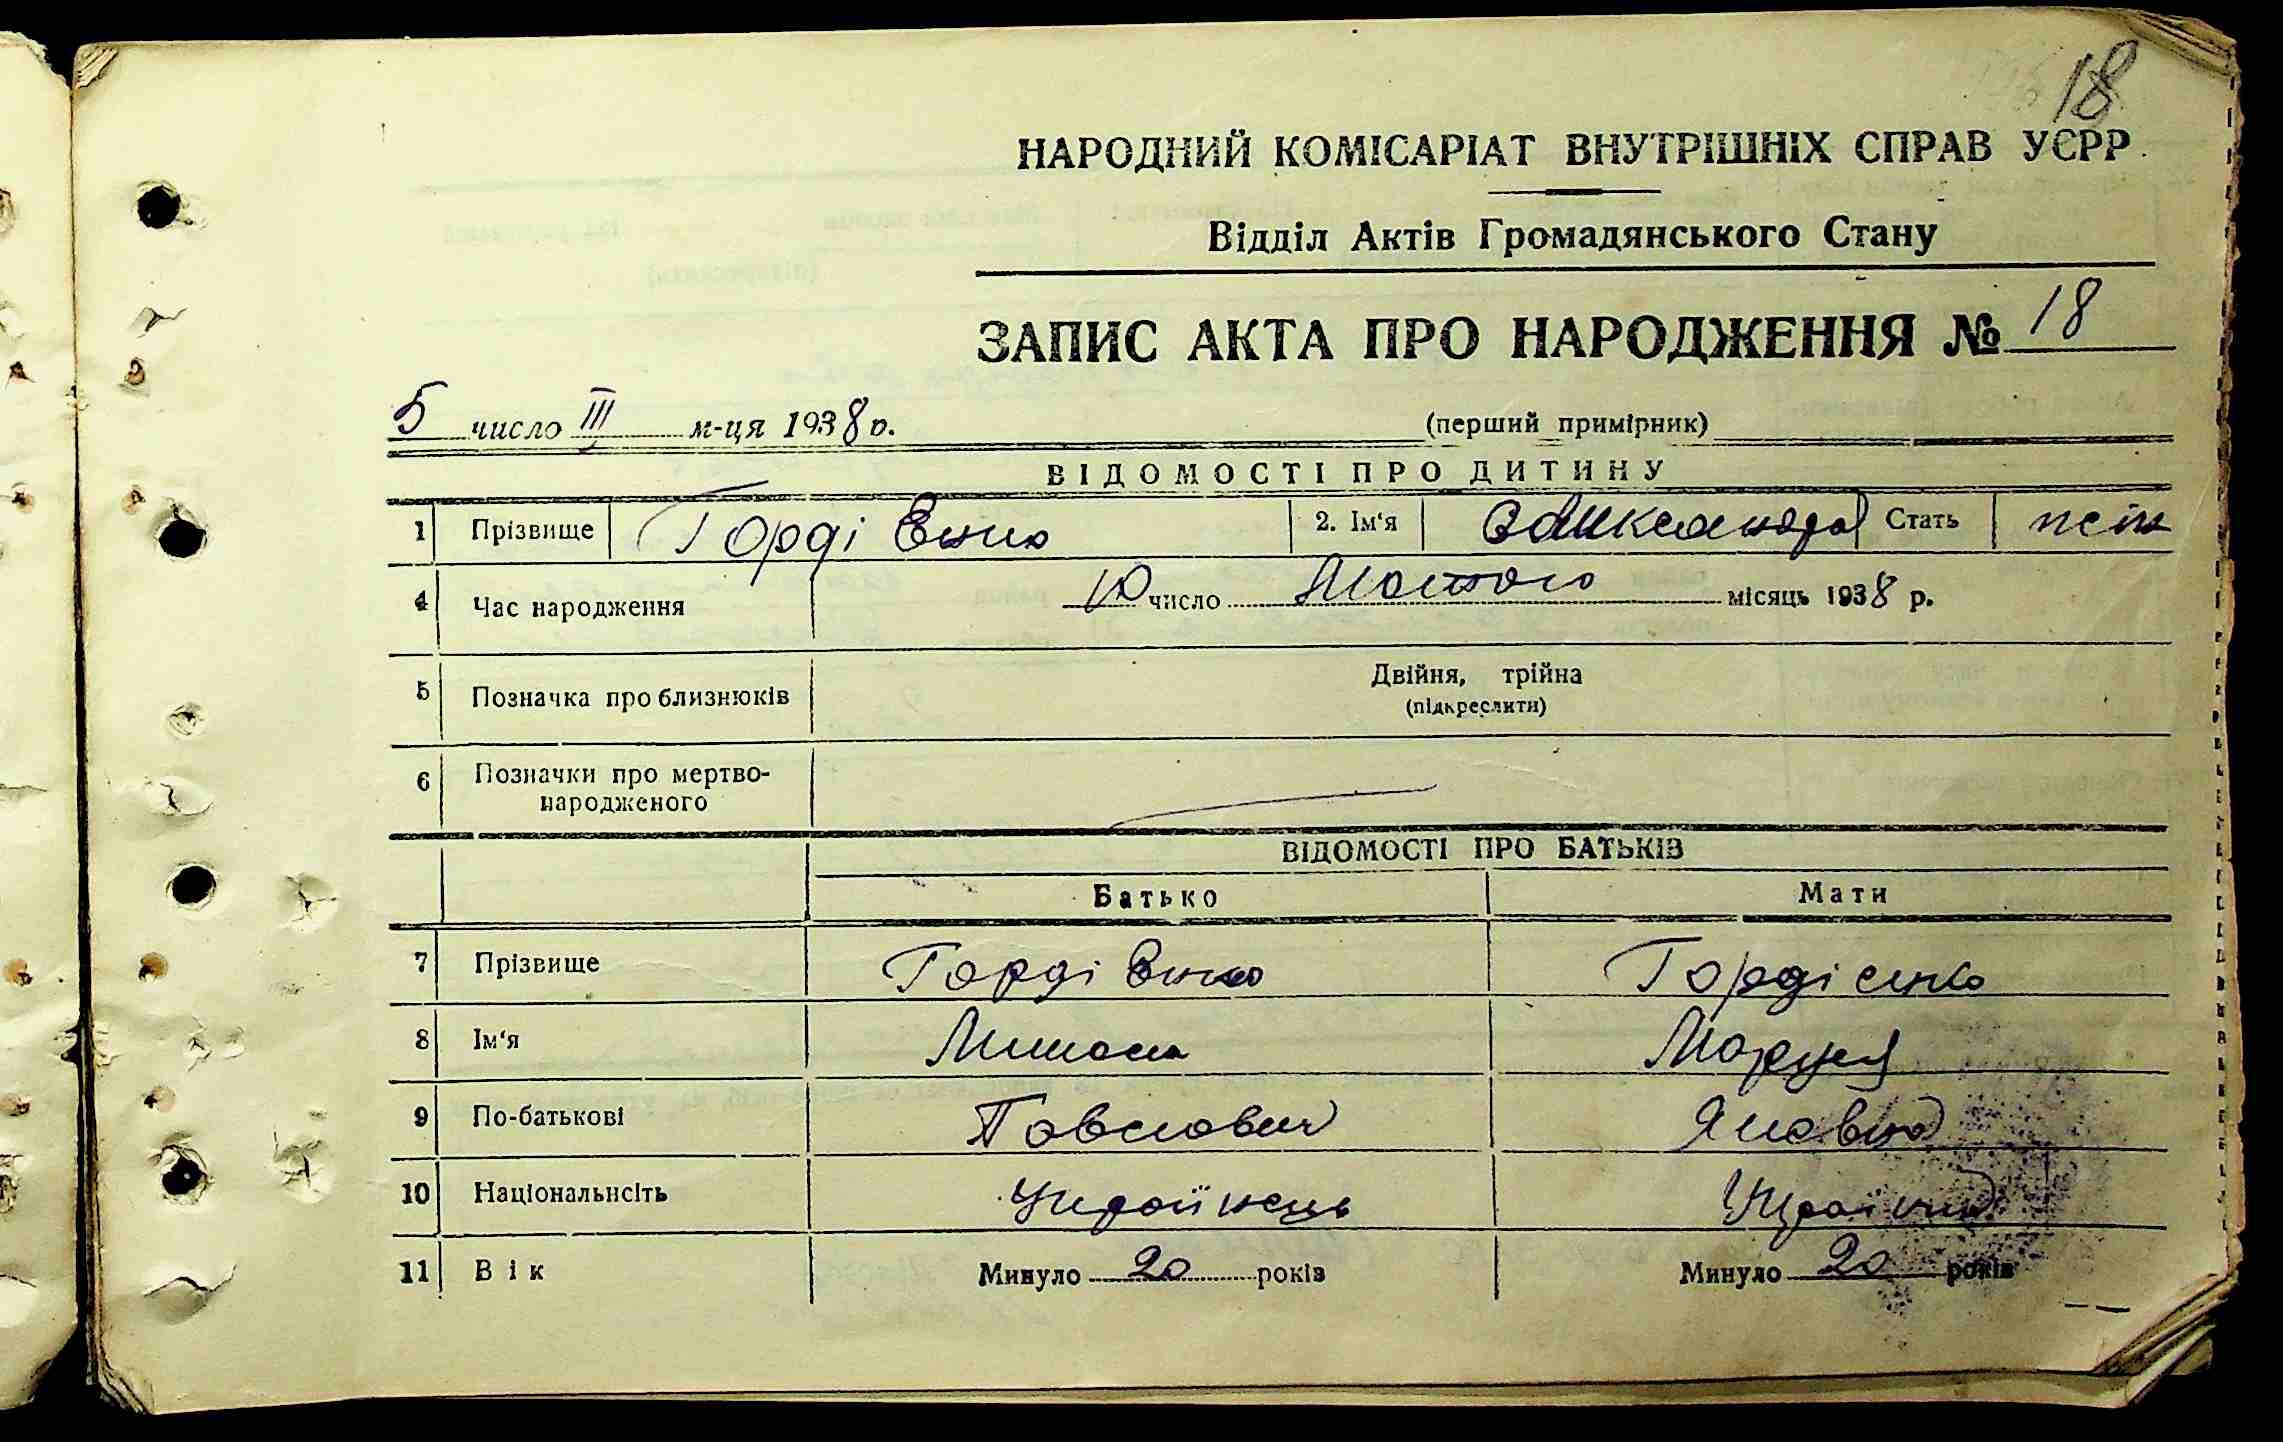 18
НАРОДНИЙ КОМІСАРІАТ ВНУТРІШНІХ СПРАВ УСРР
Відділ Актів Громадянського Стану
ЗАПИС АКТА ПРО НАРОДЖЕННЯ № 18
5 число III м-ця 1938 р. (перший примірник)
ВІДОМОСТІ ПРО ДИТИНУ
1 Прізвище Гордієнко 2. Ім'я Олександра Стать жін
4 Час народження 10 число Лютого місяць 1938 р.
5 Позначка про близнюків Двійня, трійна
(підкреслити)
6 Позначки про мертво-
народженого
ВІДОМОСТІ ПРО БАТЬКІВ
Батько Мати
7 Прізвище Гордієнко Гордієнко
8 Ім'я Микола Маруся
9 По-батькові Павлович
10 Національність Українець Українка
11 Вік Минуло 20 років Минуло 20 років